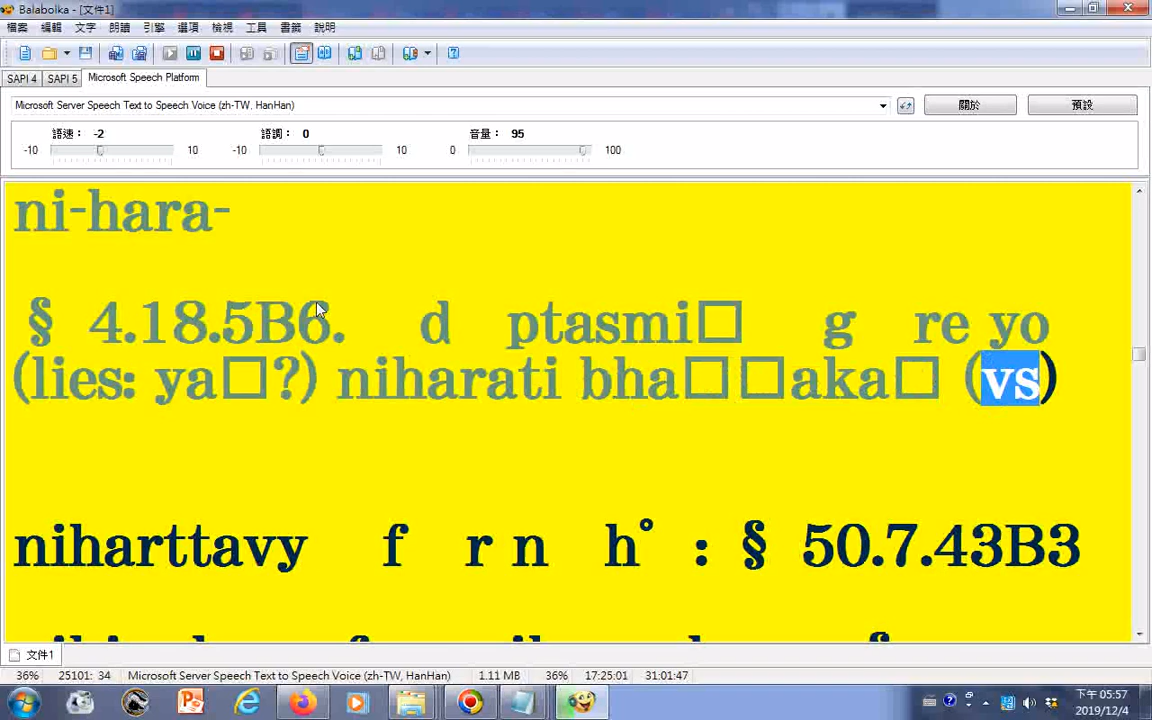 Balabolka - [文件1]
檔案 編輯 文字 朗讀 引擎 選項 檢視 工具 書籤 說明
SAPI 4 SAPI 5 Microsoft Speech Platform
Microsoft Server Speech Text to Speech Voice (zh-TW, HanHan) 關於 預設
語速： -2 語調： 0 音量： 95
-10 10 -10 10 0 100
ni-hara-
§ 4.18.5B6. d ptasmi□ g re yo
(lies: ya□?) niharati bha□□aka□ (vs)
niharttavy f r n h° : § 50.7.43B3
文件1
36% 25101: 34 Microsoft Server Speech Text to Speech Voice (zh-TW, HanHan) 1.11 MB 36% 17:25:01 31:01:47
下午 05:57
2019/12/4